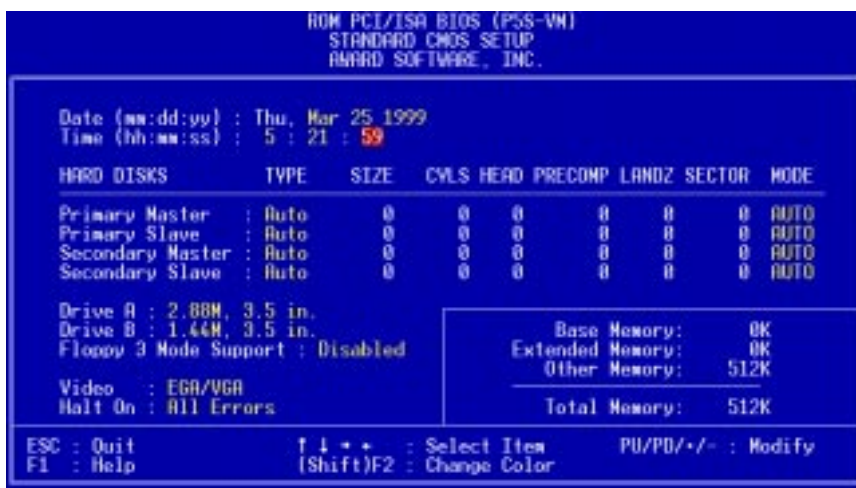 ROM PCI/ISA BIOS (P5S-VM)
STANDARD CMOS SETUP
AWARD SOFTWARE, INC.
Date (mm:dd:yy) : Thu, Mar 25 1999
Time (hh:mm:ss) : 5 : 21 : 59
HARD DISKS TYPE SIZE CYLS HEAD PRECOMP LANDZ SECTOR MODE
Primary Master : Auto 0 0 0 0 0 0 AUTO
Primary Slave : Auto 0 0 0 0 0 0 AUTO
Secondary Master : Auto 0 0 0 0 0 0 AUTO
Secondary Slave : Auto 0 0 0 0 0 0 AUTO
Drive A : 2.88M, 3.5 in.
Drive B : 1.44M, 3.5 in.
Floppy 3 Mode Support : Disabled
Video : EGA/VGA
Halt On : All Errors
Base Memory: 0K
Extended Memory: 0K
Other Memory: 512K
Total Memory: 512K
ESC : Quit ↑ ↓ → ← : Select Item PU/PD/+/- : Modify
F1 : Help (Shift)F2 : Change Color